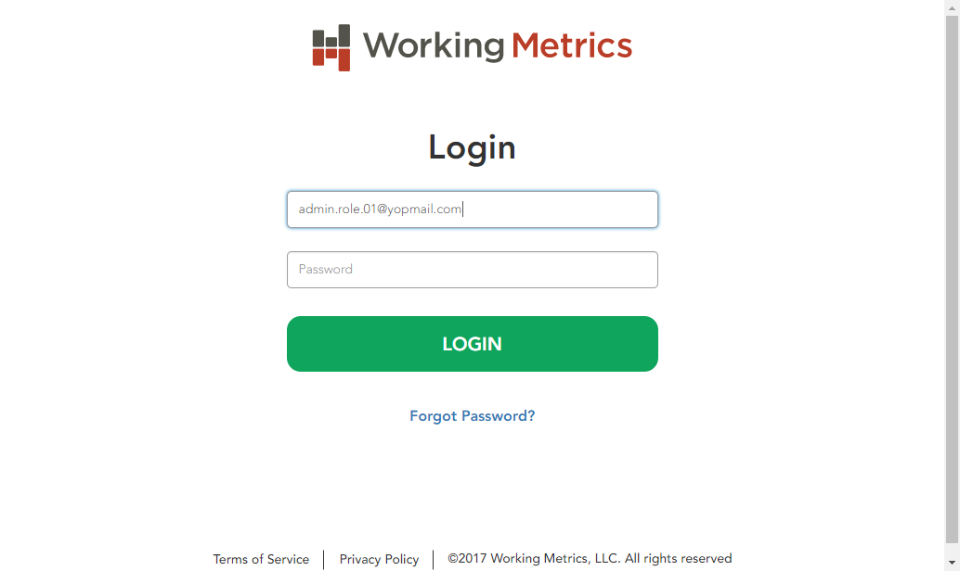 Working Metrics
Login
admin.role.01@yopmail.com
Password
LOGIN
Forgot Password?
Terms of Service | Privacy Policy | ©2017 Working Metrics, LLC. All rights reserved